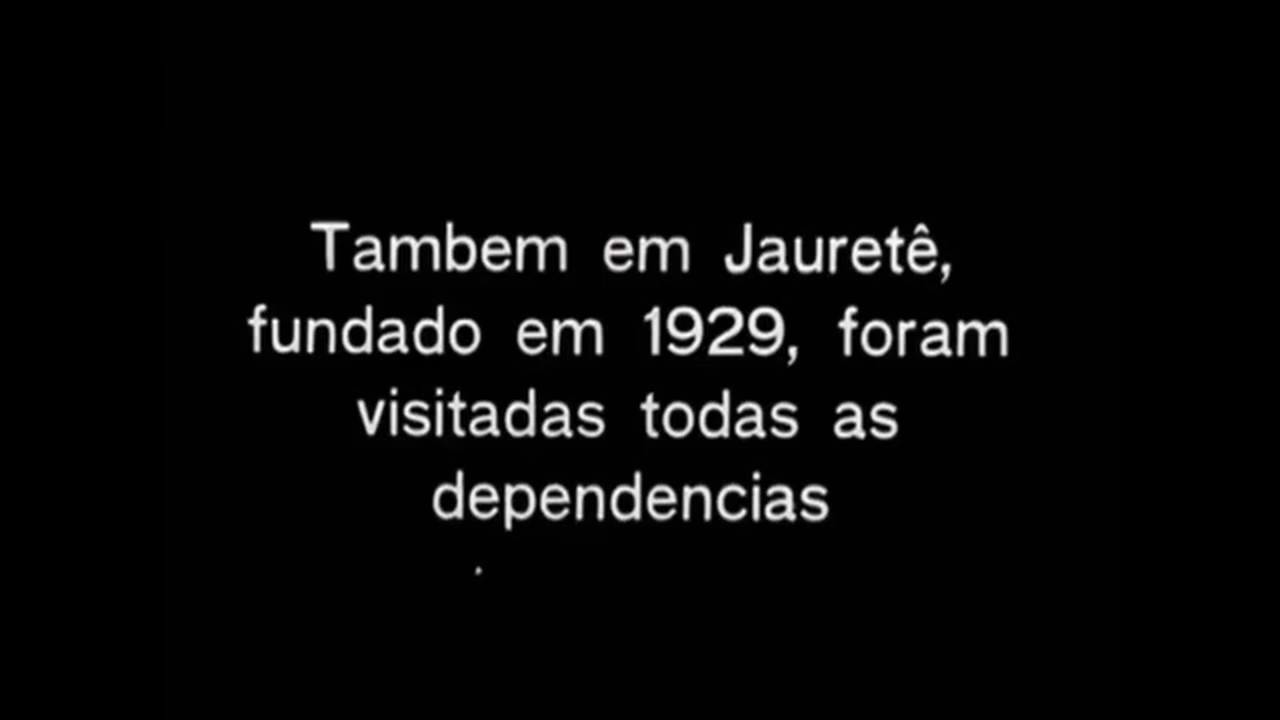 Tambem em Jauretê,
fundado em 1929, foram
visitadas todas as
dependencias